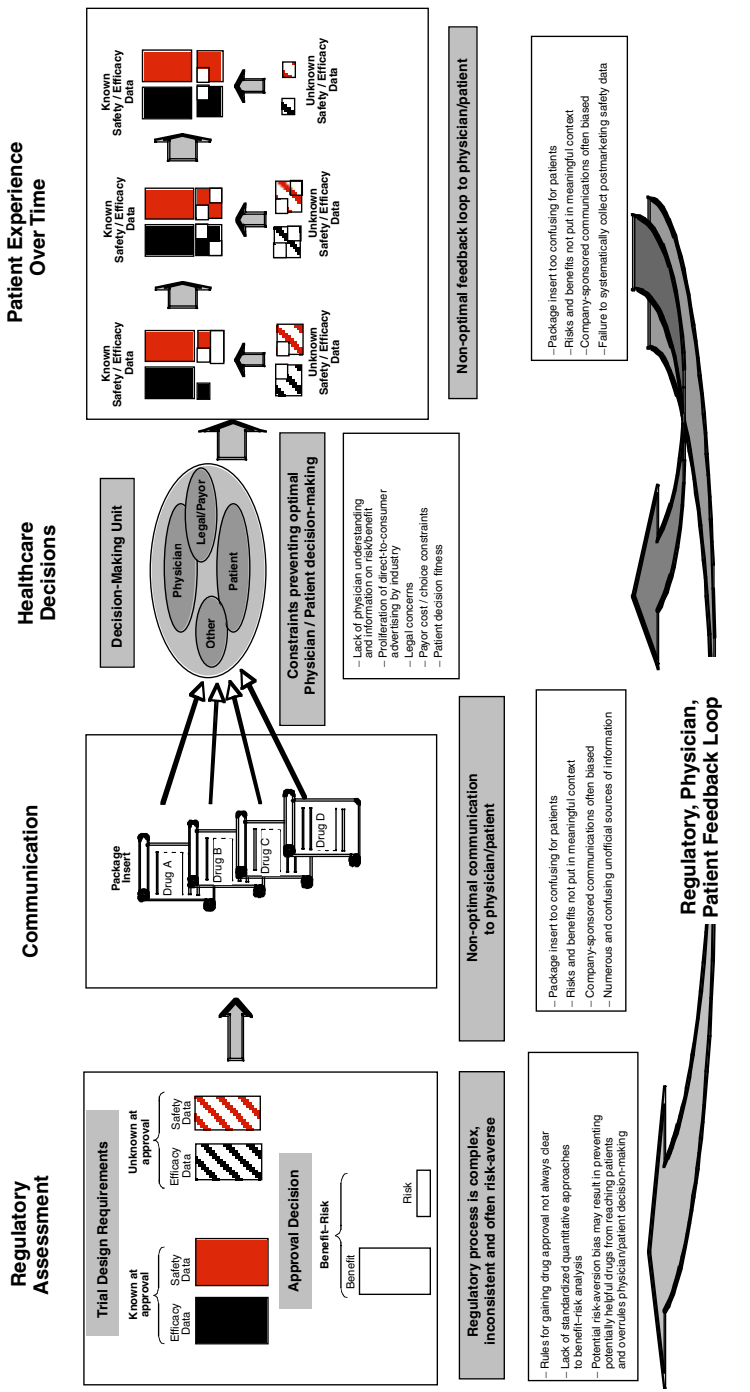 Regulatory
Assessment
Trial Design Requirements
Known at
approval
Efficacy
Data
Safety
Data
Unknown at
approval
Efficacy
Data
Safety
Data
Approval Decision
Benefit–Risk
Benefit
Risk
Regulatory process is complex,
inconsistent and often risk-averse
– Rules for gaining drug approval not always clear
– Lack of standardized quantitative approaches
to benefit–risk analysis
– Potential risk-aversion bias may result in preventing
potentially helpful drugs from reaching patients
and overrules physician/patient decision-making
Communication
Package
Insert
Drug A
Drug B
Drug C
Drug D
Non-optimal communication
to physician/patient
– Package insert too confusing for patients
– Risks and benefits not put in meaningful context
– Company-sponsored communications often biased
– Numerous and confusing unofficial sources of information
Healthcare
Decisions
Decision-Making Unit
Physician
Legal/Payor
Other
Patient
Constraints preventing optimal
Physician / Patient decision-making
– Lack of physician understanding
and information on risk/benefit
– Proliferation of direct-to-consumer
advertising by industry
– Legal concerns
– Payor cost / choice constraints
– Patient decision fitness
Patient Experience
Over Time
Known
Safety / Efficacy
Data
Unknown
Safety / Efficacy
Data
Known
Safety / Efficacy
Data
Unknown
Safety / Efficacy
Data
Known
Safety / Efficacy
Data
Unknown
Safety / Efficacy
Data
Non-optimal feedback loop to physician/patient
– Package insert too confusing for patients
– Risks and benefits not put in meaningful context
– Company-sponsored communications often biased
– Failure to systematically collect postmarketing safety data
Regulatory, Physician,
Patient Feedback Loop